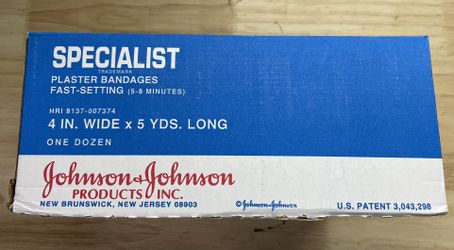 SPECIALIST
TRADEMARK
PLASTER BANDAGES
FAST-SETTING (5-8 MINUTES)
HRI 8137-007374
4 IN. WIDE x 5 YDS. LONG
ONE DOZEN
Johnson & Johnson
PRODUCTS INC.
NEW BRUNSWICK, NEW JERSEY 08903
© Johnson & Johnson
U.S. PATENT 3,043,298